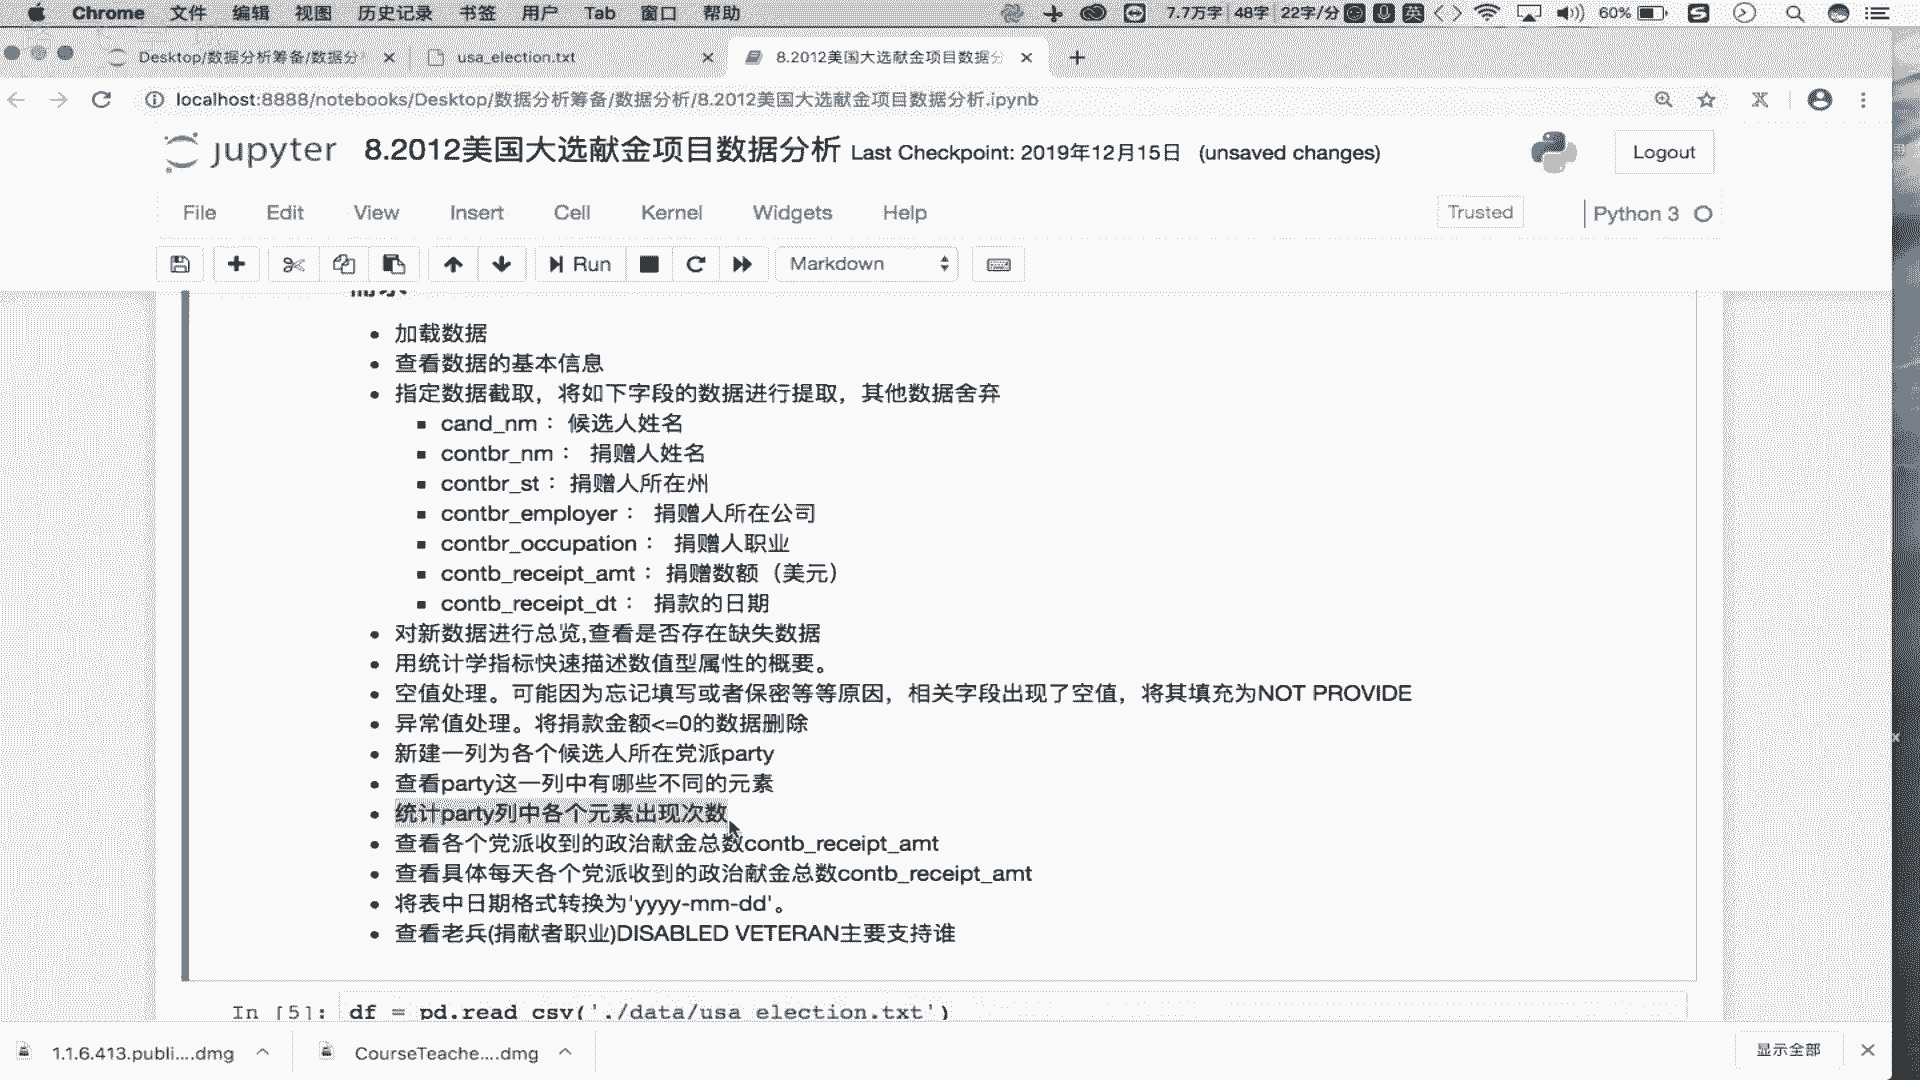 Chrome 文件 编辑 视图 历史记录 书签 用户 Tab 窗口 帮助 7.7万字 48字 22字/分 英 60%
Desktop/数据分析筹备/数据分 usa_election.txt 8.2012美国大选献金项目数据分
localhost:8888/notebooks/Desktop/数据分析筹备/数据分析/8.2012美国大选献金项目数据分析.ipynb
jupyter 8.2012美国大选献金项目数据分析 Last Checkpoint: 2019年12月15日 (unsaved changes) Logout
File Edit View Insert Cell Kernel Widgets Help Trusted Python 3
Run Markdown
加载数据
查看数据的基本信息
指定数据截取，将如下字段的数据进行提取，其他数据舍弃
cand_nm： 候选人姓名
contbr_nm： 捐赠人姓名
contbr_st： 捐赠人所在州
contbr_employer： 捐赠人所在公司
contbr_occupation： 捐赠人职业
contb_receipt_amt： 捐赠数额（美元）
contb_receipt_dt： 捐款的日期
对新数据进行总览,查看是否存在缺失数据
用统计学指标快速描述数值型属性的概要。
空值处理。可能因为忘记填写或者保密等等原因，相关字段出现了空值，将其填充为NOT PROVIDE
异常值处理。将捐款金额<=0的数据删除
新建一列为各个候选人所在党派party
查看party这一列中有哪些不同的元素
统计party列中各个元素出现次数
查看各个党派收到的政治献金总数contb_receipt_amt
查看具体每天各个党派收到的政治献金总数contb_receipt_amt
将表中日期格式转换为'yyyy-mm-dd'。
查看老兵(捐献者职业)DISABLED VETERAN主要支持谁
In [5]: df = pd.read_csv('./data/usa_election.txt')
1.1.6.413.publi....dmg CourseTeache....dmg 显示全部